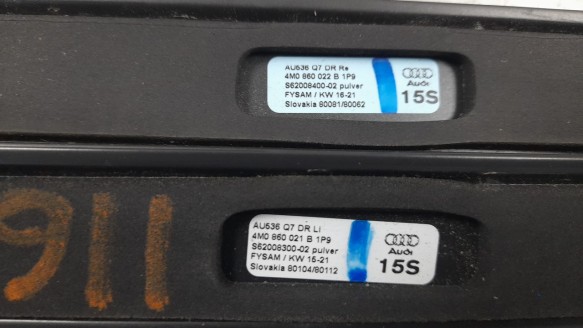 AU536 Q7 DR Re
4M0 860 022 B 1P9
S62008400-02 pulver
FYSAM / KW 15-21
Slovakia 80081/80062
Audi
15S
911
AU536 Q7 DR Li
4M0 860 021 B 1P9
S62008300-02 pulver
FYSAM / KW 15-21
Slovakia 80104/80112
Audi
15S